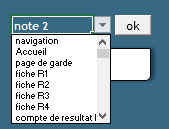 note 2 ok
navigation
Accueil
page de garde
fiche R1
fiche R2
fiche R3
fiche R4
compte de resultat